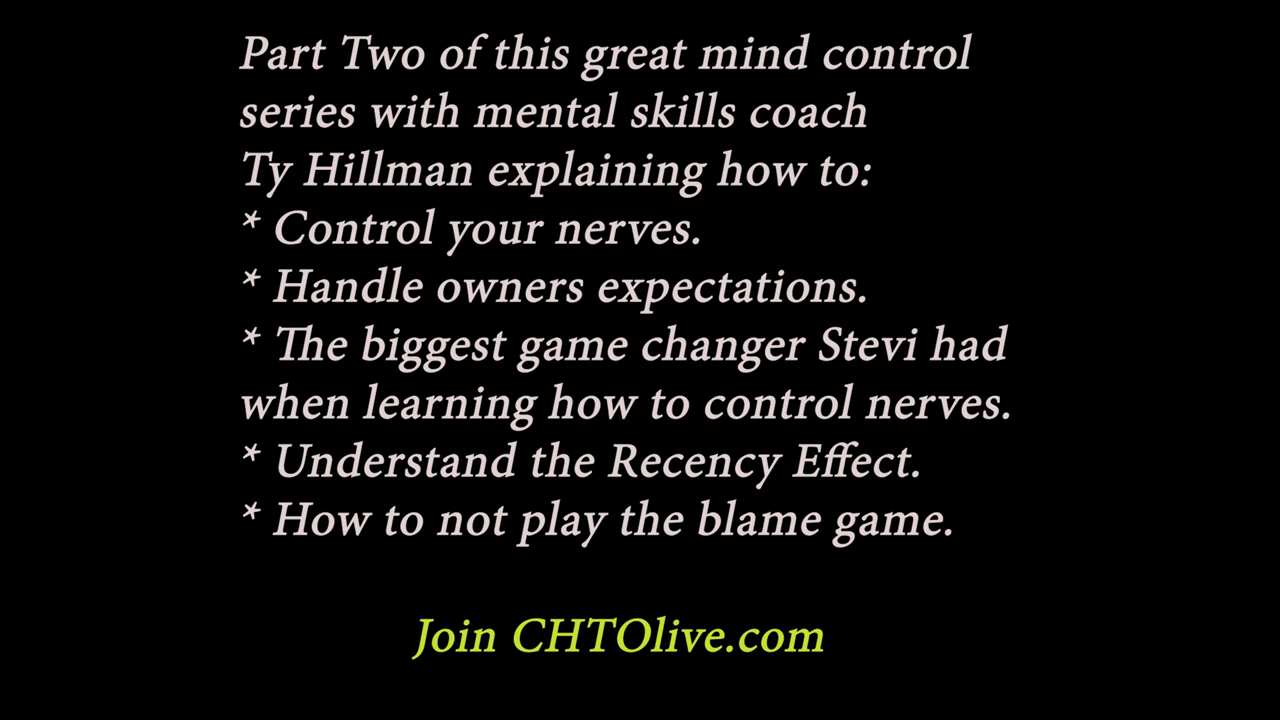 Part Two of this great mind control
series with mental skills coach
Ty Hillman explaining how to:
* Control your nerves.
* Handle owners expectations.
* The biggest game changer Stevi had
when learning how to control nerves.
* Understand the Recency Effect.
* How to not play the blame game.
Join CHTOlive.com